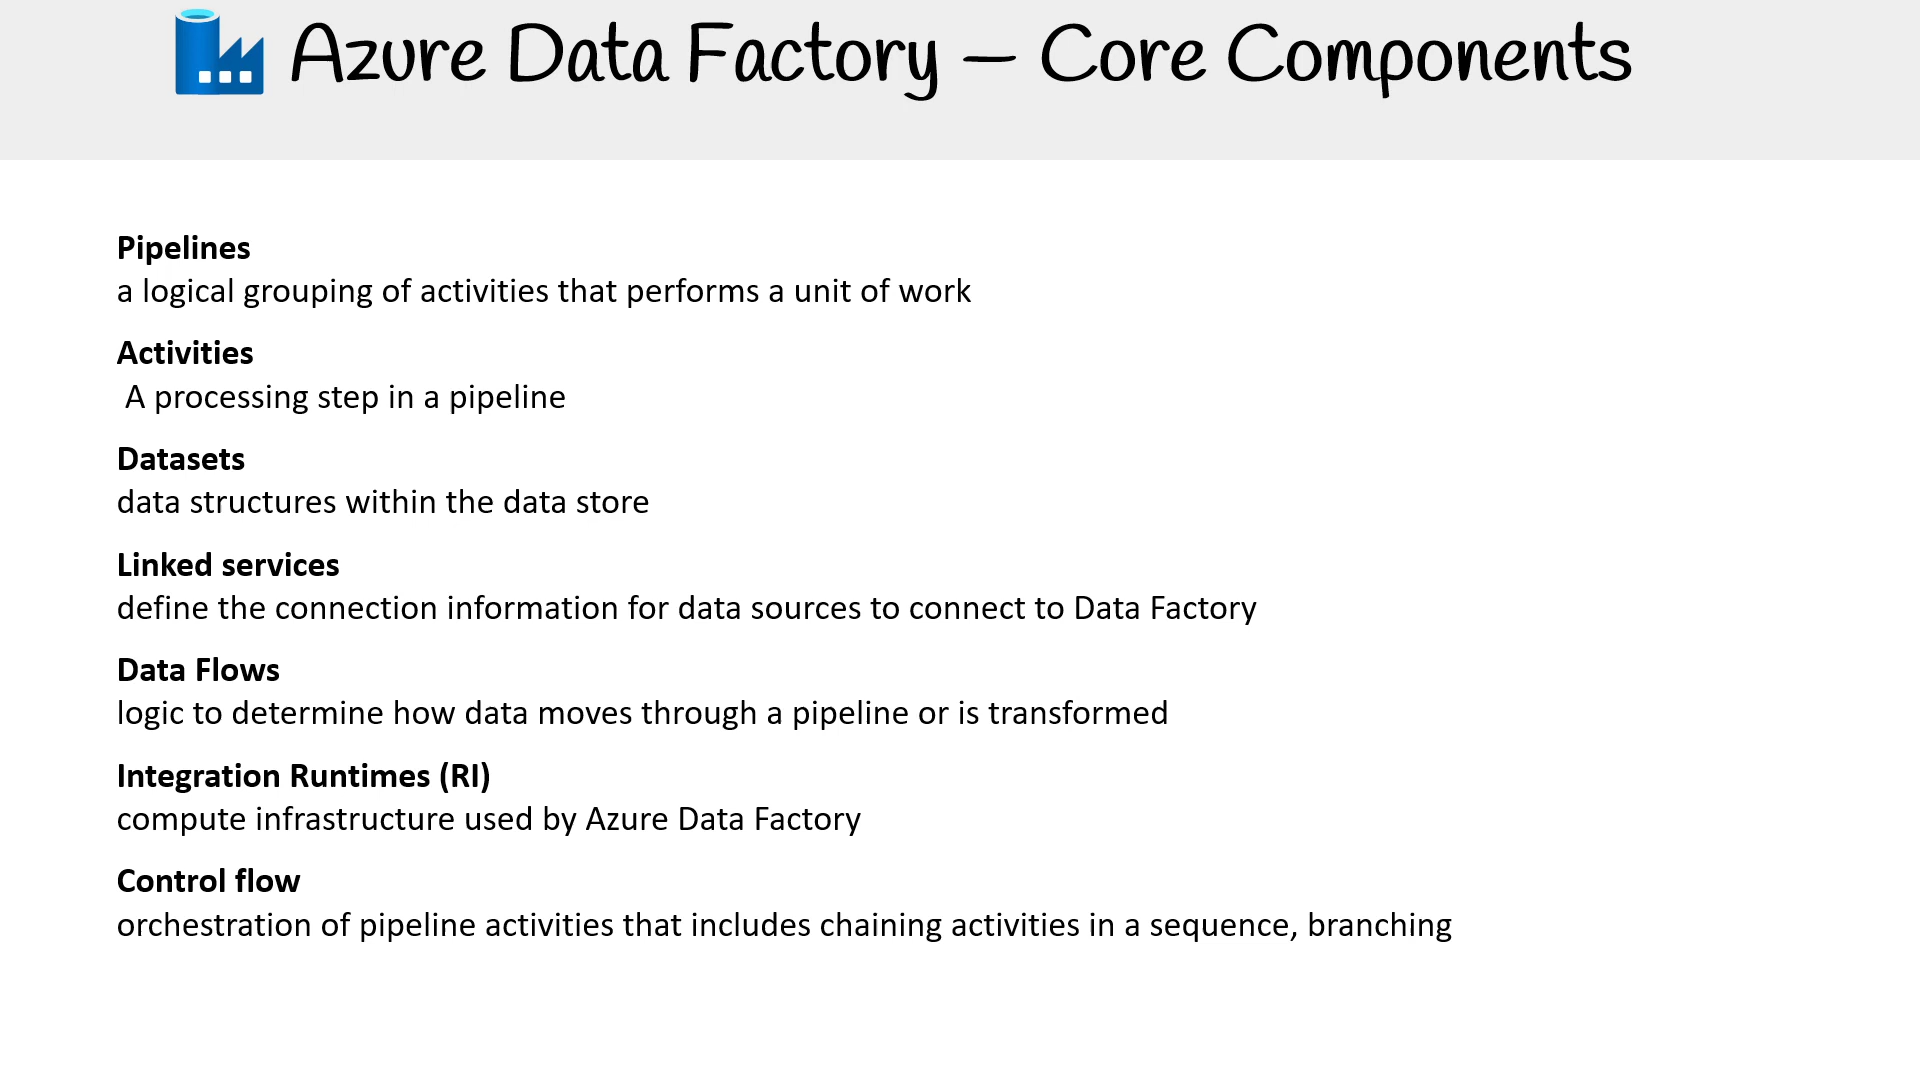 Azure Data Factory – Core Components
Pipelines
a logical grouping of activities that performs a unit of work
Activities
A processing step in a pipeline
Datasets
data structures within the data store
Linked services
define the connection information for data sources to connect to Data Factory
Data Flows
logic to determine how data moves through a pipeline or is transformed
Integration Runtimes (RI)
compute infrastructure used by Azure Data Factory
Control flow
orchestration of pipeline activities that includes chaining activities in a sequence, branching